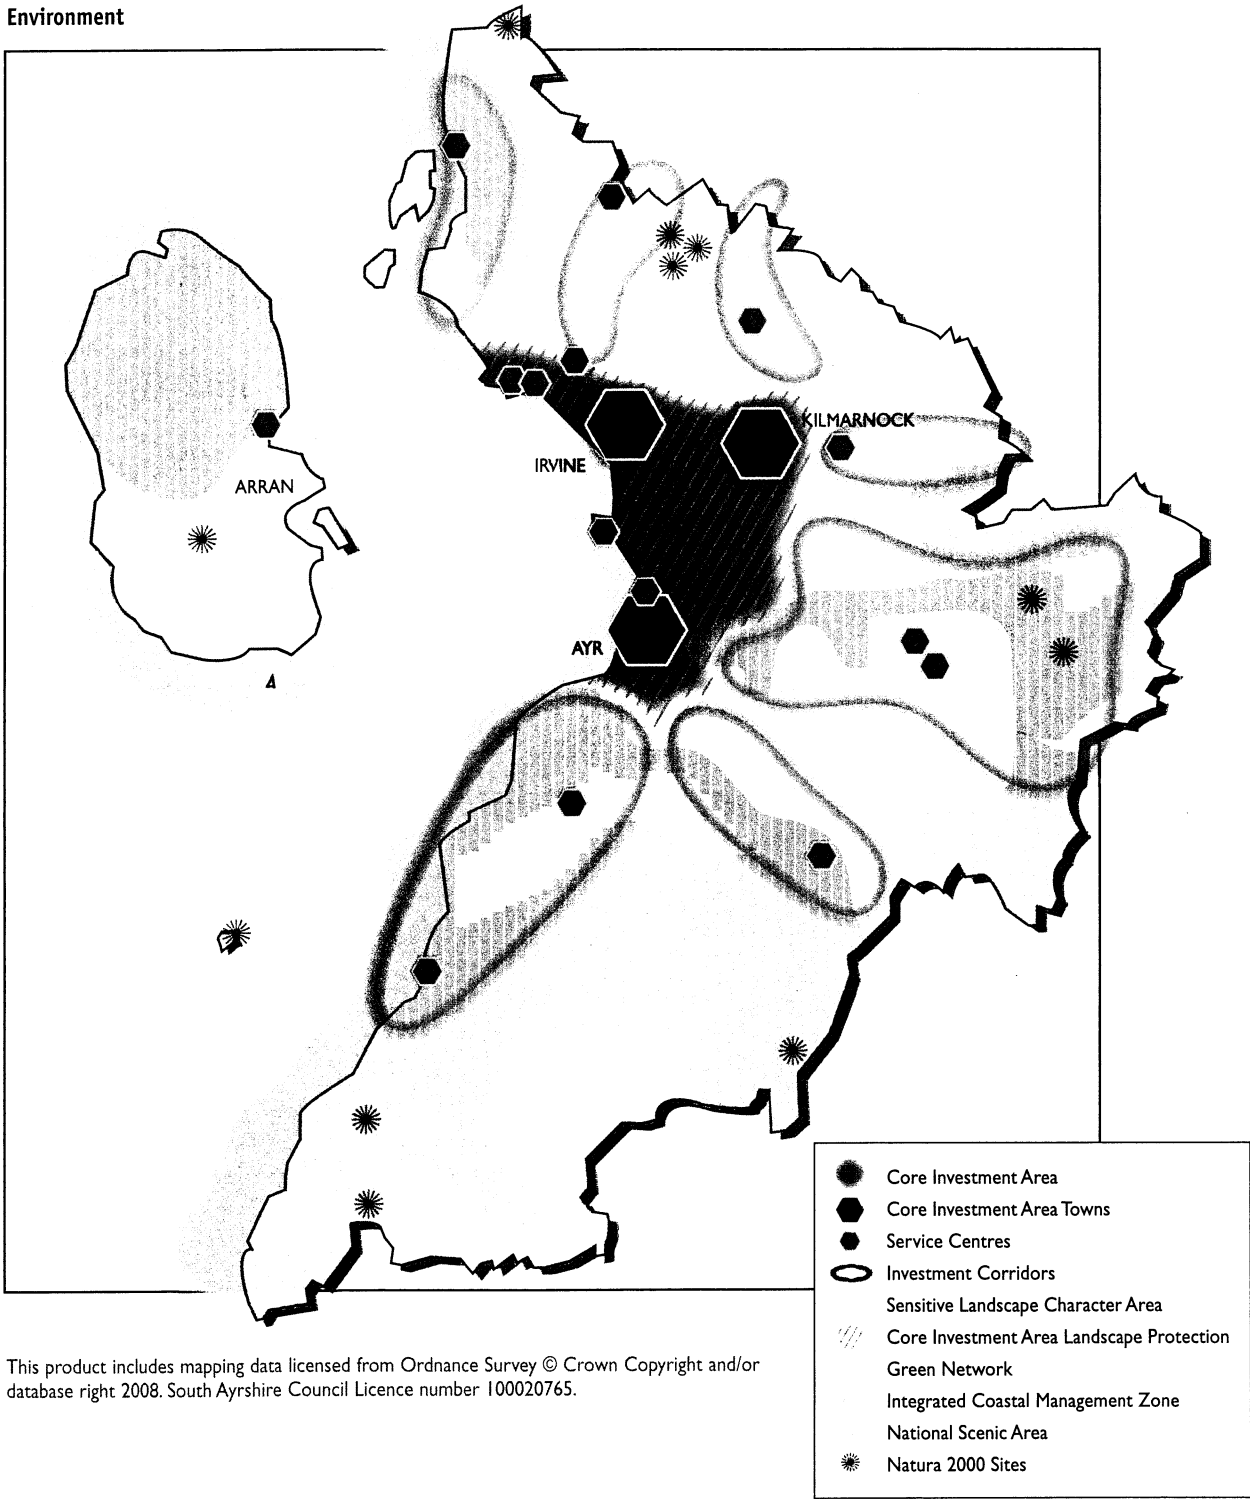 Environment
KILMARNOCK
IRVINE
ARRAN
AYR
Core Investment Area
Core Investment Area Towns
Service Centres
Investment Corridors
Sensitive Landscape Character Area
Core Investment Area Landscape Protection
Green Network
Integrated Coastal Management Zone
National Scenic Area
Natura 2000 Sites
This product includes mapping data licensed from Ordnance Survey © Crown Copyright and/or
database right 2008. South Ayrshire Council Licence number 100020765.